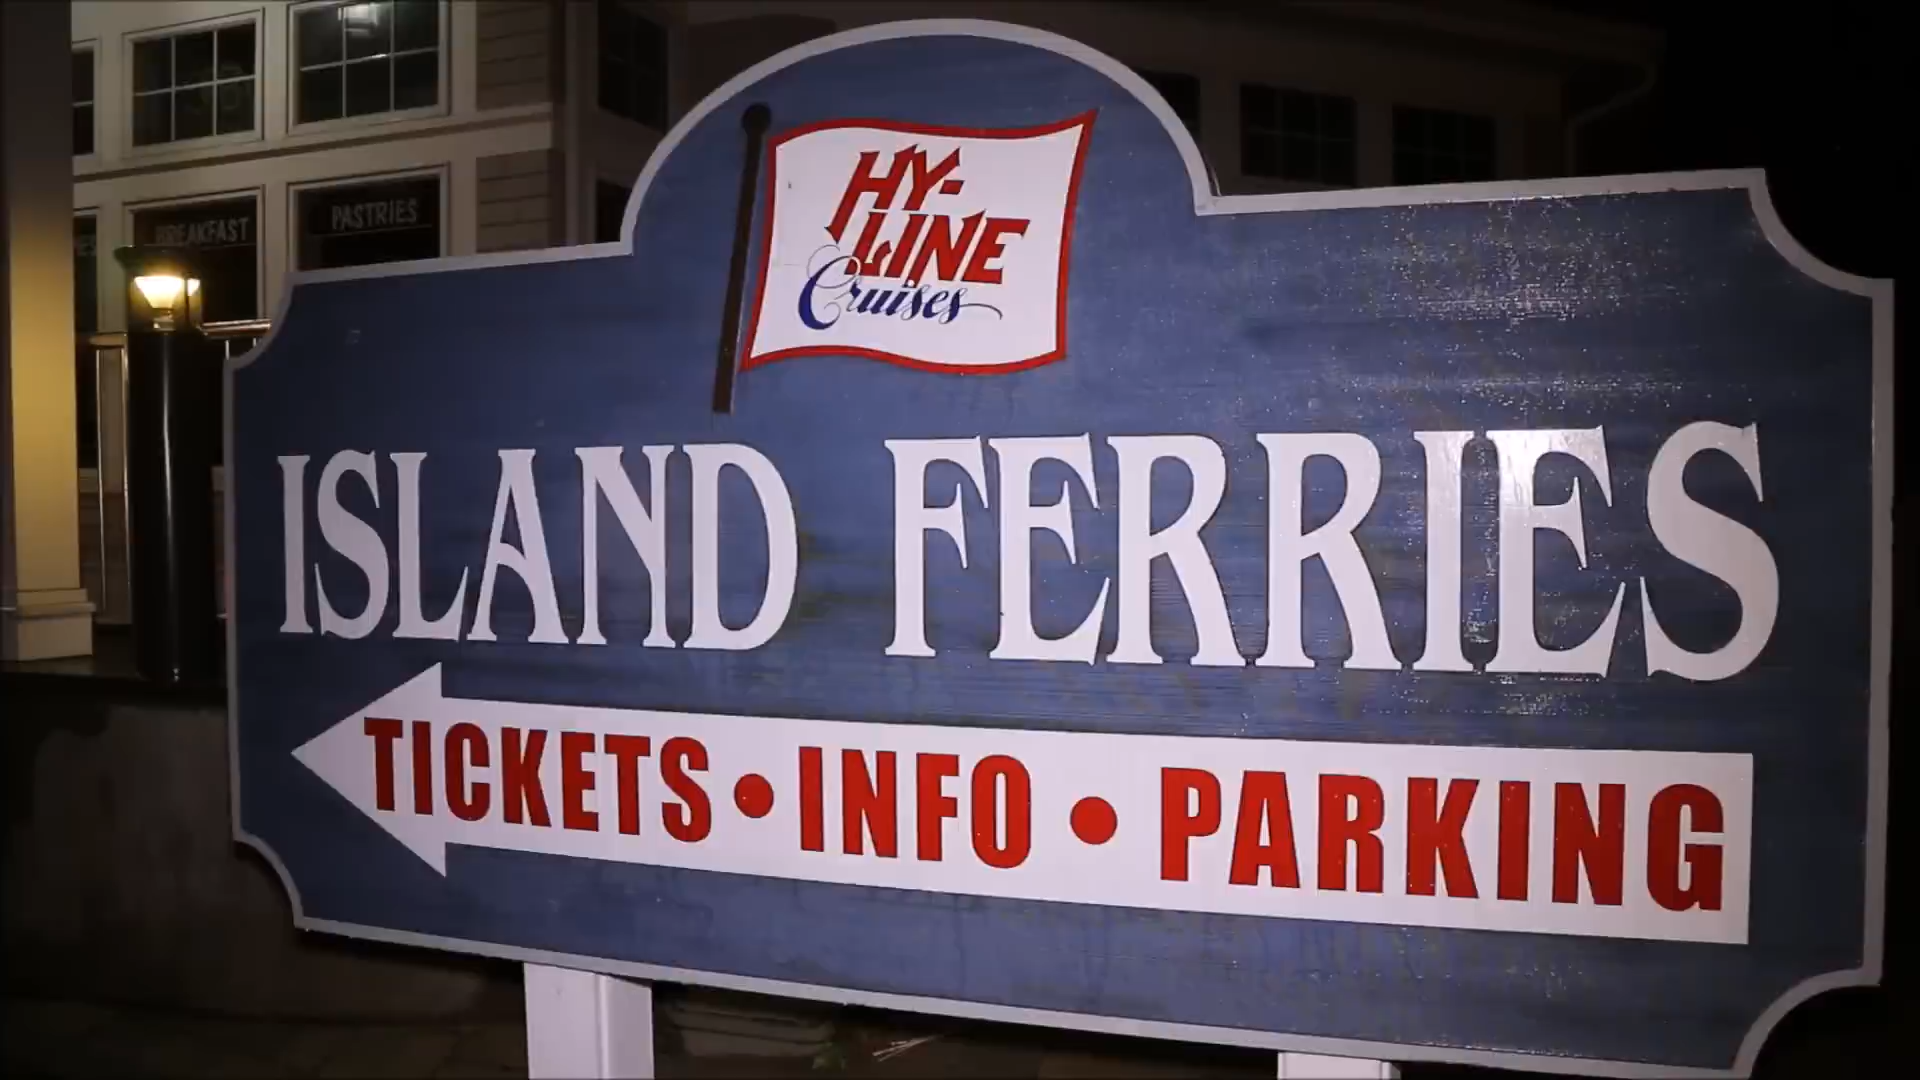 BREAKFAST
PASTRIES
HY-
LINE
Cruises
ISLAND FERRIES
TICKETS • INFO • PARKING